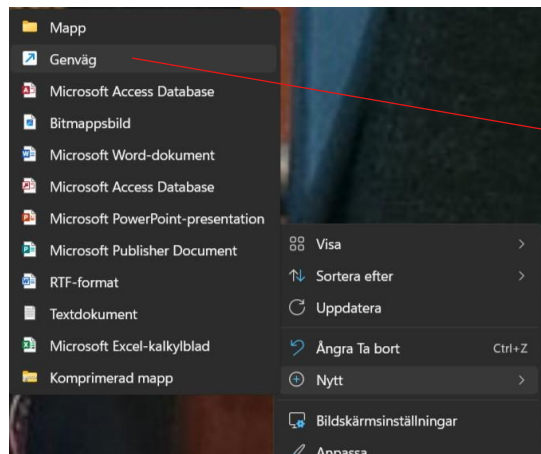 Mapp
Genväg
Microsoft Access Database
Bitmappsbild
Microsoft Word-dokument
Microsoft Access Database
Microsoft PowerPoint-presentation
Microsoft Publisher Document
RTF-format
Textdokument
Microsoft Excel-kalkylblad
Komprimerad mapp
Visa
Sortera efter
Uppdatera
Ångra Ta bort Ctrl+Z
Nytt
Bildskärmsinställningar
Anpassa